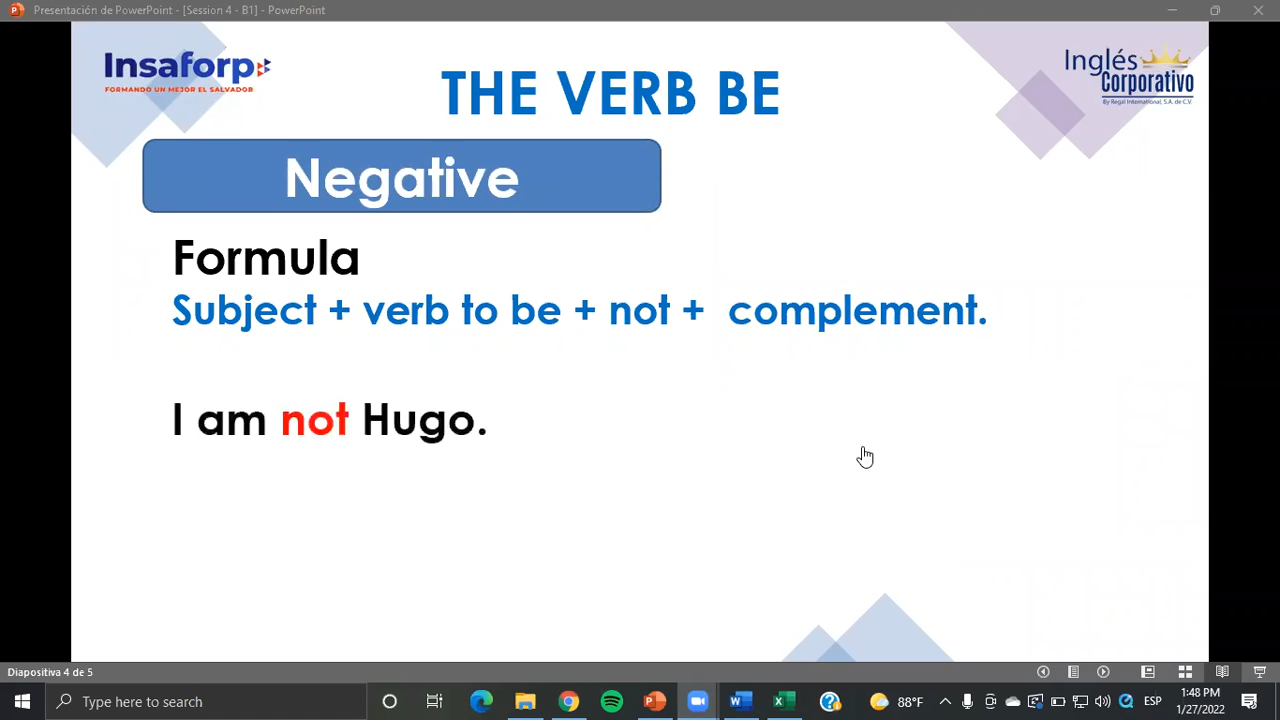 Presentación de PowerPoint - [Session 4 - B1] - PowerPoint
Insaforp
FORMANDO UN MEJOR EL SALVADOR
THE VERB BE
Inglés
Corporativo
By Regal International, S.A. de C.V.
Negative
Formula
Subject + verb to be + not + complement.
I am not Hugo.
Diapositiva 4 de 5
Type here to search
88°F
ESP
1:48 PM
1/27/2022